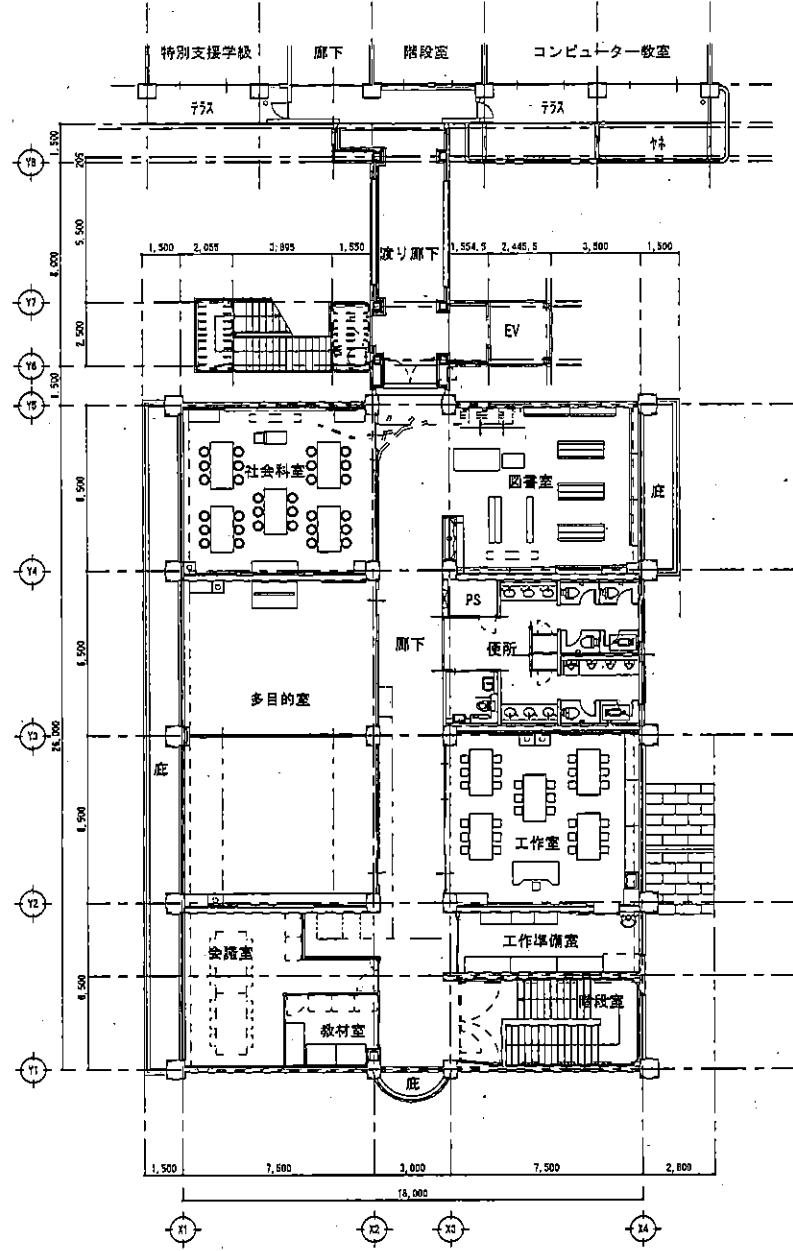 特別支援学級 廊下 階段室 コンピューター教室
テラス テラス
ヤネ
Y8
1,500
205
5,500
8,000
1,500 2,055 3,895 1,550 渡り廊下 1,554.5 2,445.5 3,500 1,500
Y7
2,500
EV
Y6
1,500
Y5
社会科室 図書室 庇
6,500
Y4
PS
廊下 便所
6,500
多目的室
Y3
26,000
庇
6,500
工作室
Y2
会議室 工作準備室
6,500
階段室
教材室
Y1
庇
1,500 7,500 3,000 7,500 2,800
18,000
X1 X2 X3 X4